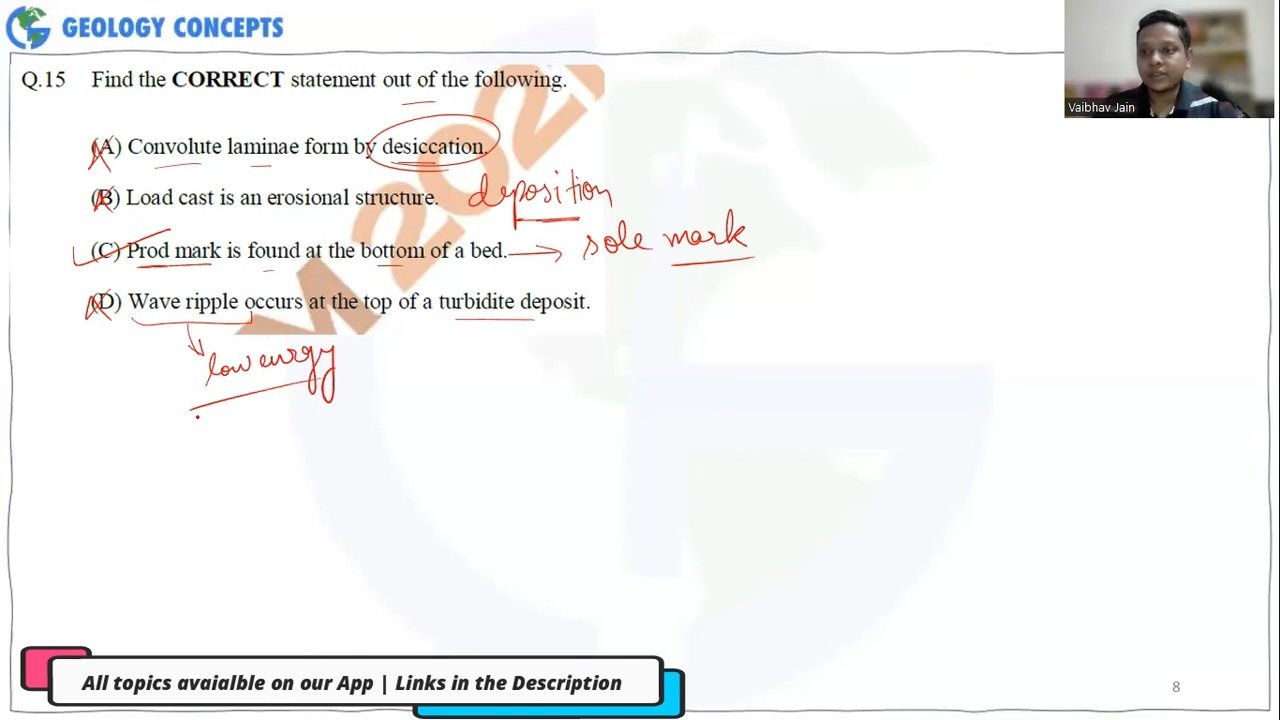 GEOLOGY CONCEPTS
Vaibhav Jain
Q.15 Find the CORRECT statement out of the following.
(A) Convolute laminae form by desiccation.
(B) Load cast is an erosional structure. deposition
(C) Prod mark is found at the bottom of a bed. sole mark
(D) Wave ripple occurs at the top of a turbidite deposit.
low energy
All topics avaialble on our App | Links in the Description
8